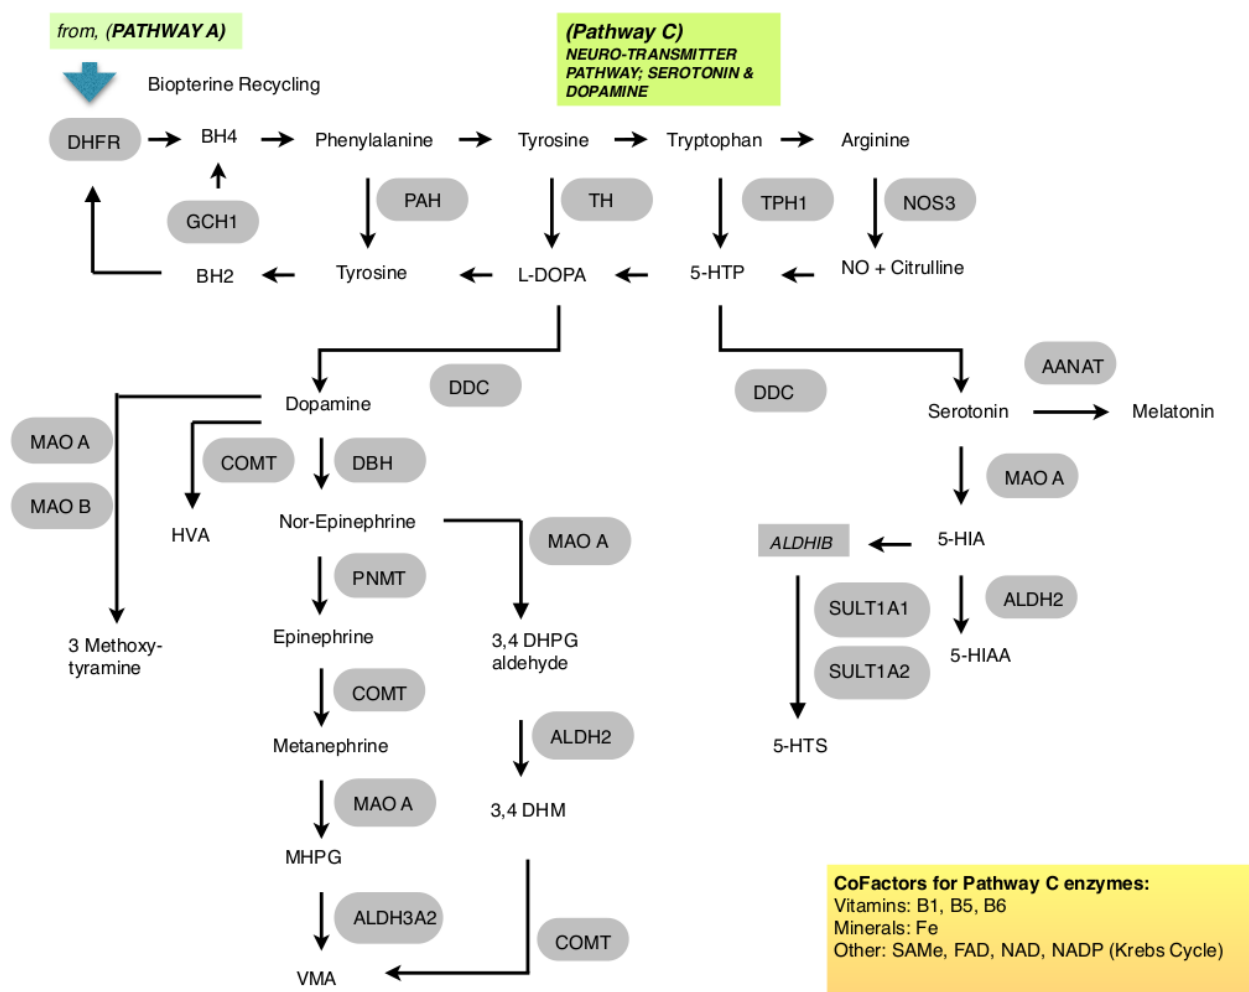 from, (PATHWAY A)
(Pathway C)
NEURO-TRANSMITTER
PATHWAY; SEROTONIN &
DOPAMINE
Biopterine Recycling
DHFR
BH4
Phenylalanine
Tyrosine
Tryptophan
Arginine
GCH1
PAH
TH
TPH1
NOS3
BH2
Tyrosine
L-DOPA
5-HTP
NO + Citrulline
DDC
DDC
AANAT
Dopamine
Serotonin
Melatonin
MAO A
MAO B
COMT
DBH
MAO A
HVA
Nor-Epinephrine
MAO A
ALDHIB
5-HIA
PNMT
SULT1A1
ALDH2
3 Methoxy-
tyramine
Epinephrine
3,4 DHPG
aldehyde
SULT1A2
5-HIAA
COMT
Metanephrine
ALDH2
5-HTS
MAO A
3,4 DHM
MHPG
ALDH3A2
COMT
VMA
CoFactors for Pathway C enzymes:
Vitamins: B1, B5, B6
Minerals: Fe
Other: SAMe, FAD, NAD, NADP (Krebs Cycle)